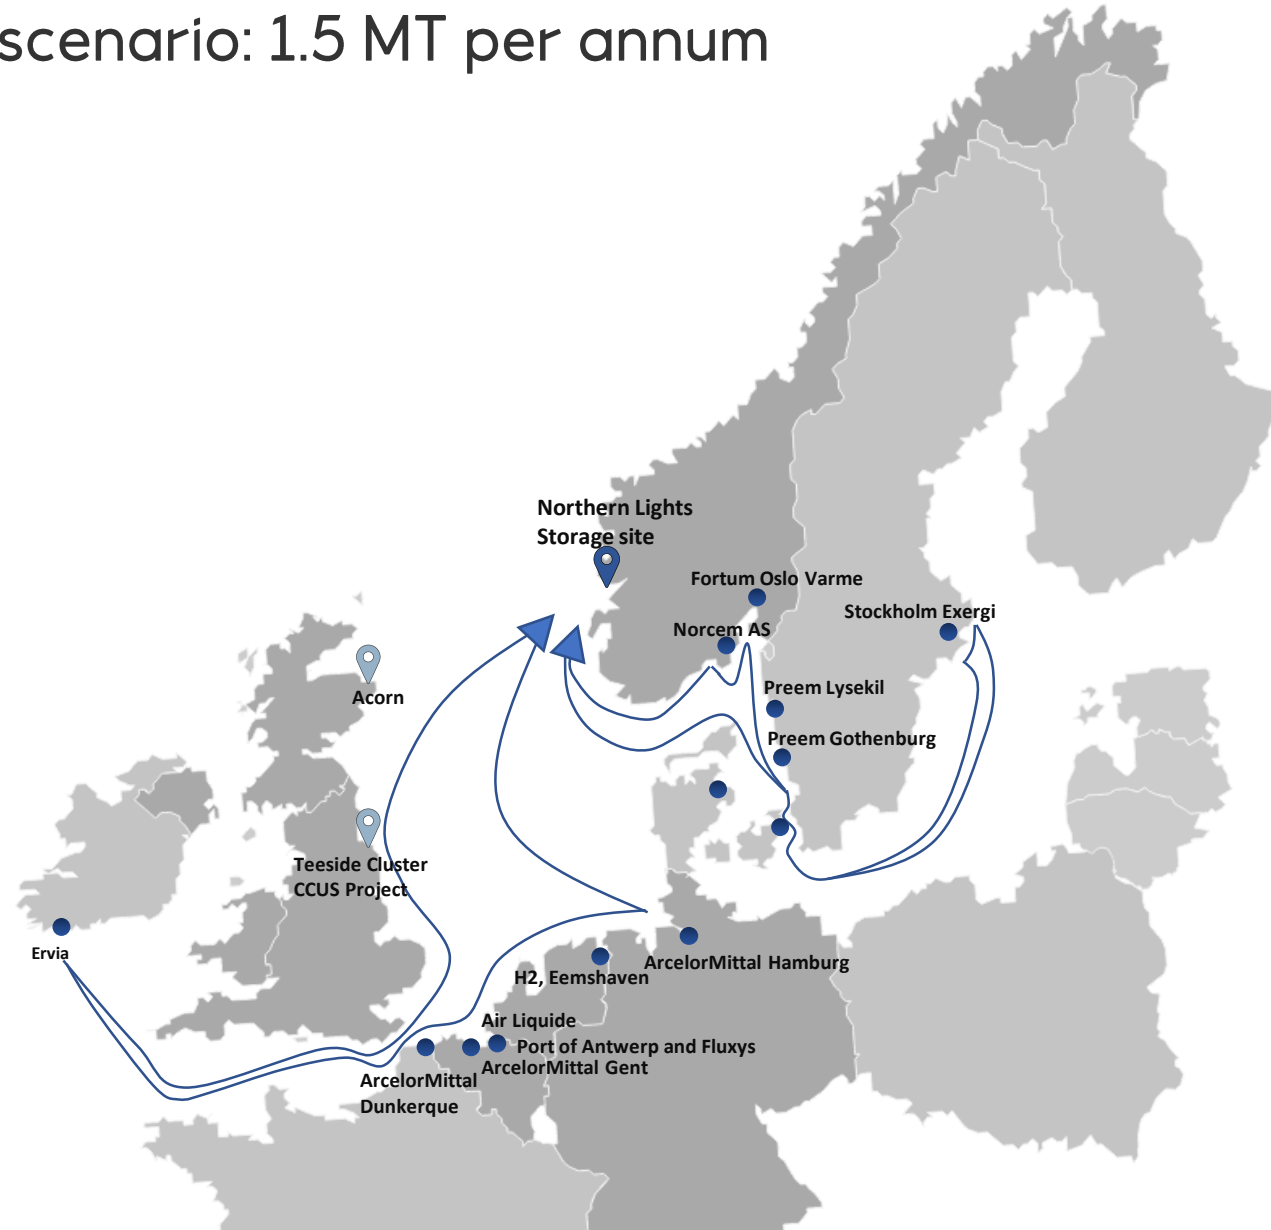 scenario: 1.5 MT per annum
Northern Lights
Storage site
Fortum Oslo Varme
Stockholm Exergi
Norcem AS
Acorn
Preem Lysekil
Preem Gothenburg
Teeside Cluster
CCUS Project
Ervia
ArcelorMittal Hamburg
H2, Eemshaven
Air Liquide
Port of Antwerp and Fluxys
ArcelorMittal Gent
ArcelorMittal
Dunkerque